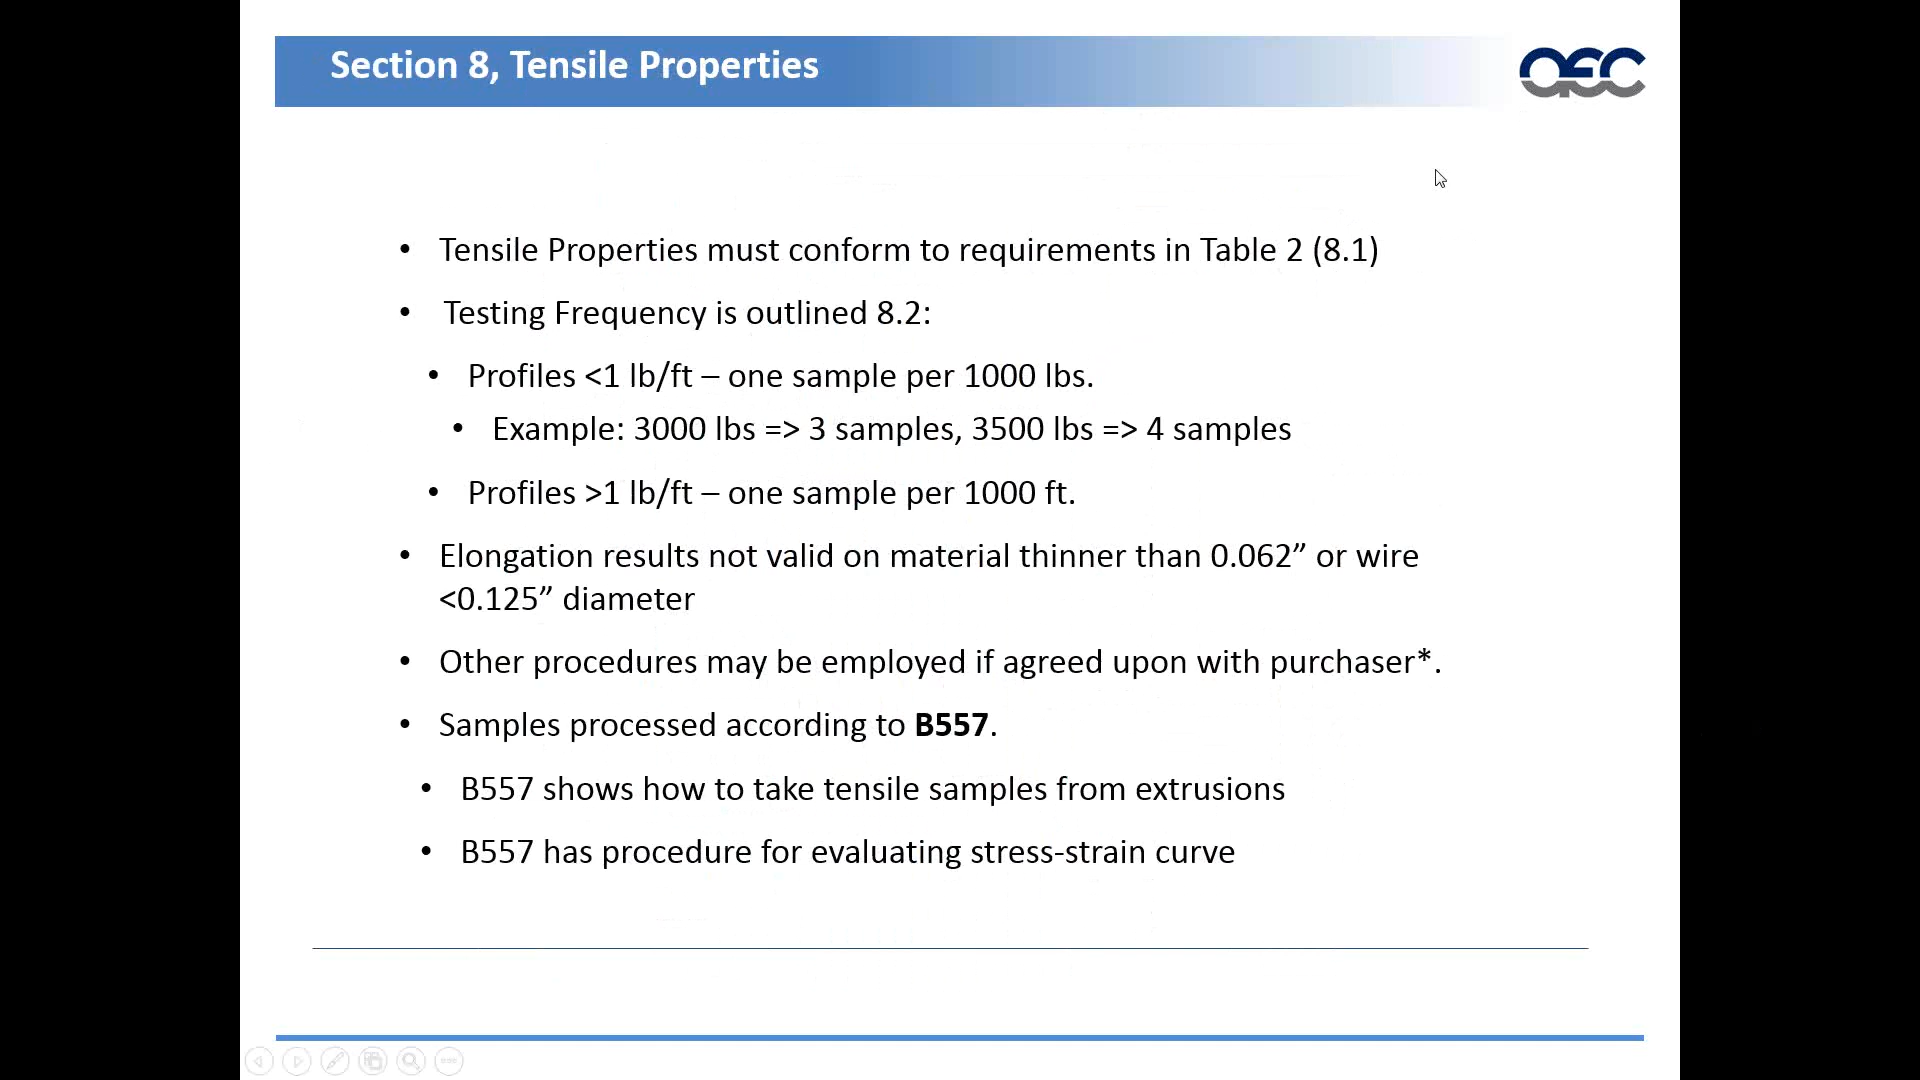 Section 8, Tensile Properties
AEC
• Tensile Properties must conform to requirements in Table 2 (8.1)
• Testing Frequency is outlined 8.2:
• Profiles <1 lb/ft – one sample per 1000 lbs.
• Example: 3000 lbs => 3 samples, 3500 lbs => 4 samples
• Profiles >1 lb/ft – one sample per 1000 ft.
• Elongation results not valid on material thinner than 0.062” or wire
<0.125” diameter
• Other procedures may be employed if agreed upon with purchaser*.
• Samples processed according to B557.
• B557 shows how to take tensile samples from extrusions
• B557 has procedure for evaluating stress-strain curve